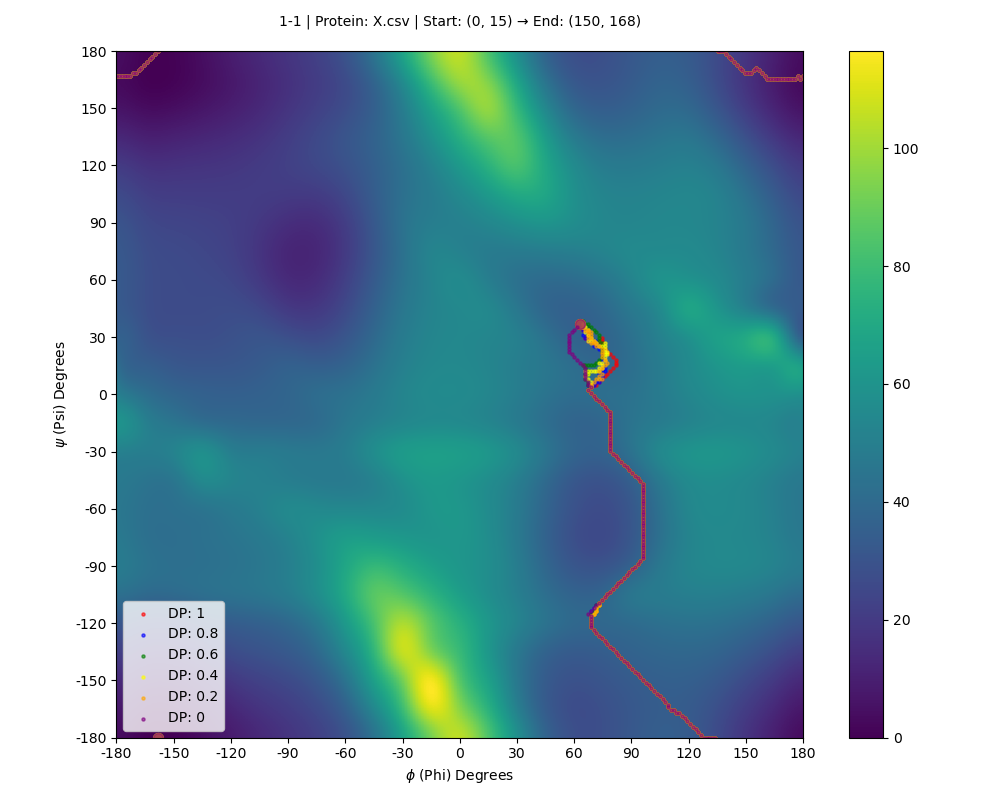 1-1 | Protein: X.csv | Start: (0, 15) → End: (150, 168)
180
150
120
90
60
30
0
-30
-60
-90
-120
-150
-180
ψ (Psi) Degrees
DP: 1
DP: 0.8
DP: 0.6
DP: 0.4
DP: 0.2
DP: 0
-180 -150 -120 -90 -60 -30 0 30 60 90 120 150 180
ϕ (Phi) Degrees
100
80
60
40
20
0